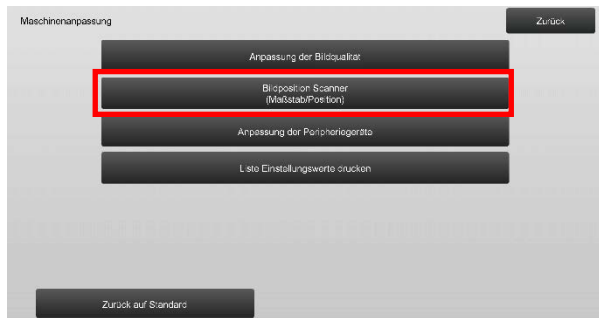 Maschinenanpassung
Zurück
Anpassung der Bildqualität
Bildposition Scanner
(Maßstab/Position)
Anpassung der Peripheriegeräte
Liste Einstellungswerte drucken
Zurück auf Standard